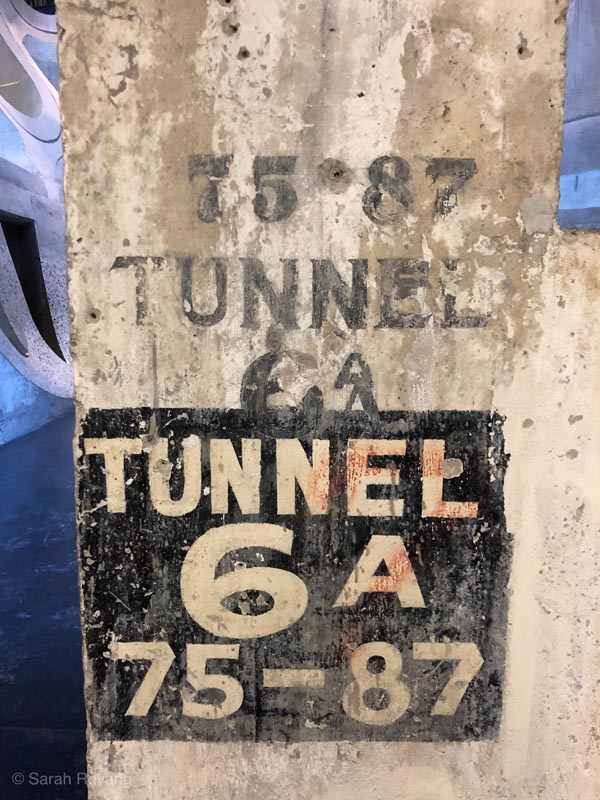 75•87
TUNNEL
6A
TUNNEL
6A
75-87
© Sarah Rovang